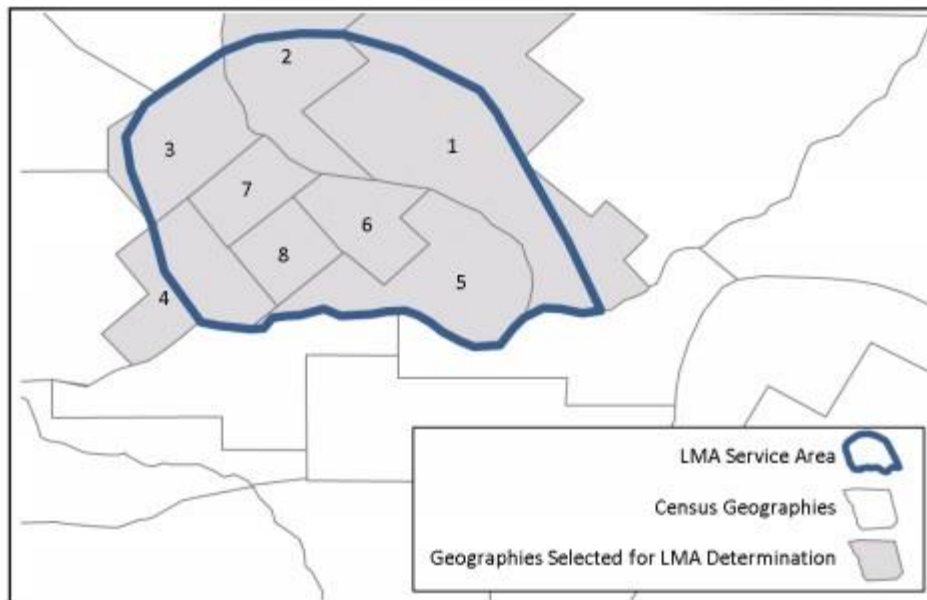 2
1
3
7
6
8
5
4
LMA Service Area
Census Geographies
Geographies Selected for LMA Determination